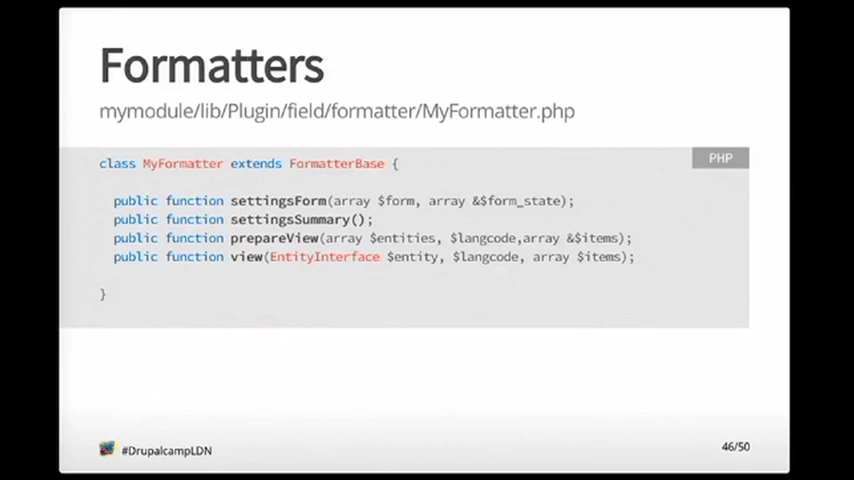 Formatters
mymodule/lib/Plugin/field/formatter/MyFormatter.php
PHP
class MyFormatter extends FormatterBase {
public function settingsForm(array $form, array &$form_state);
public function settingsSummary();
public function prepareView(array $entities, $langcode,array &$items);
public function view(EntityInterface $entity, $langcode, array $items);
}
#DrupalcampLDN
46/50